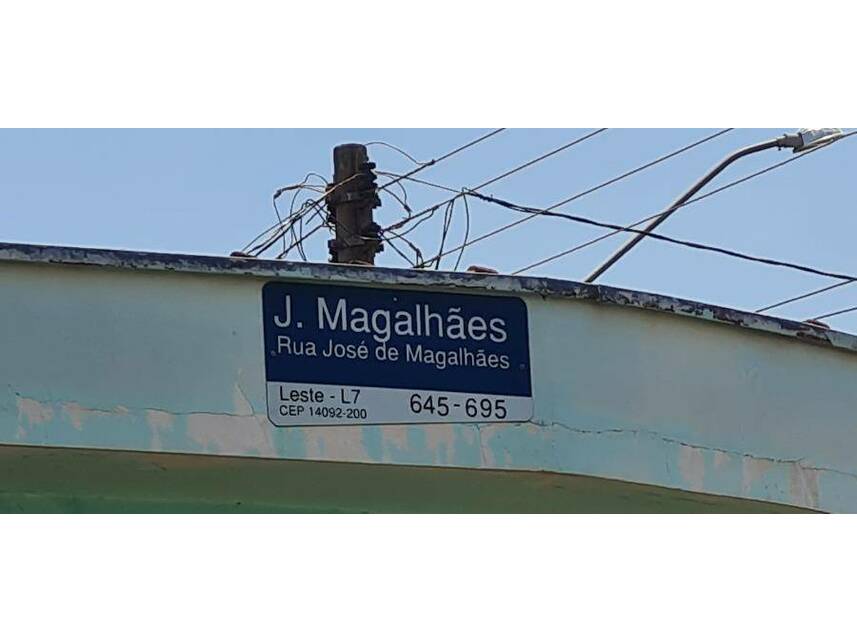 J. Magalhães
Rua José de Magalhães
Leste - L7
CEP 14092-200
645-695